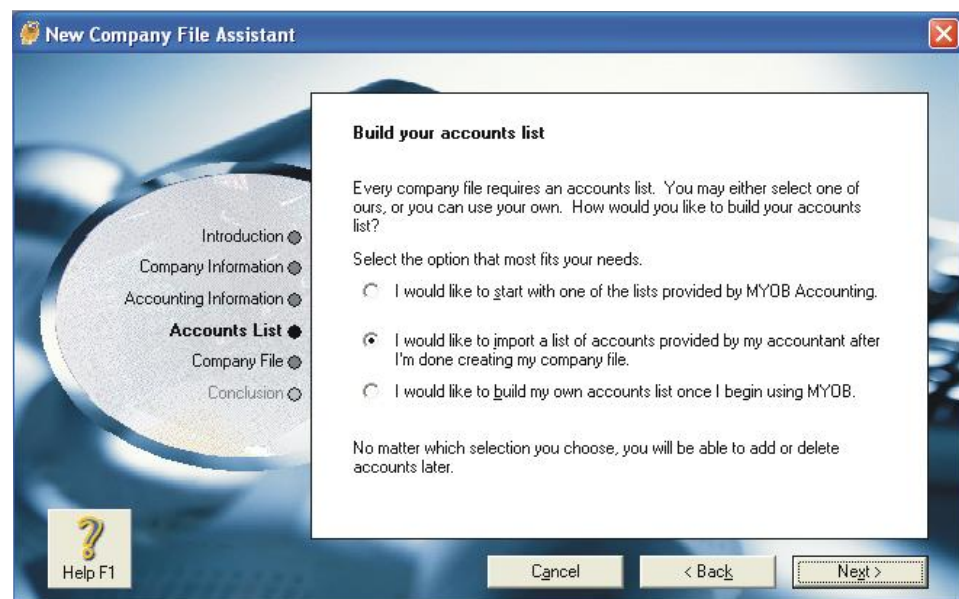 New Company File Assistant
Introduction
Company Information
Accounting Information
Accounts List
Company File
Conclusion
Build your accounts list
Every company file requires an accounts list. You may either select one of
ours, or you can use your own. How would you like to build your accounts
list?
Select the option that most fits your needs.
I would like to start with one of the lists provided by MYOB Accounting.
I would like to import a list of accounts provided by my accountant after
I'm done creating my company file.
I would like to build my own accounts list once I begin using MYOB.
No matter which selection you choose, you will be able to add or delete
accounts later.
?
Help F1
Cancel
< Back
Next >